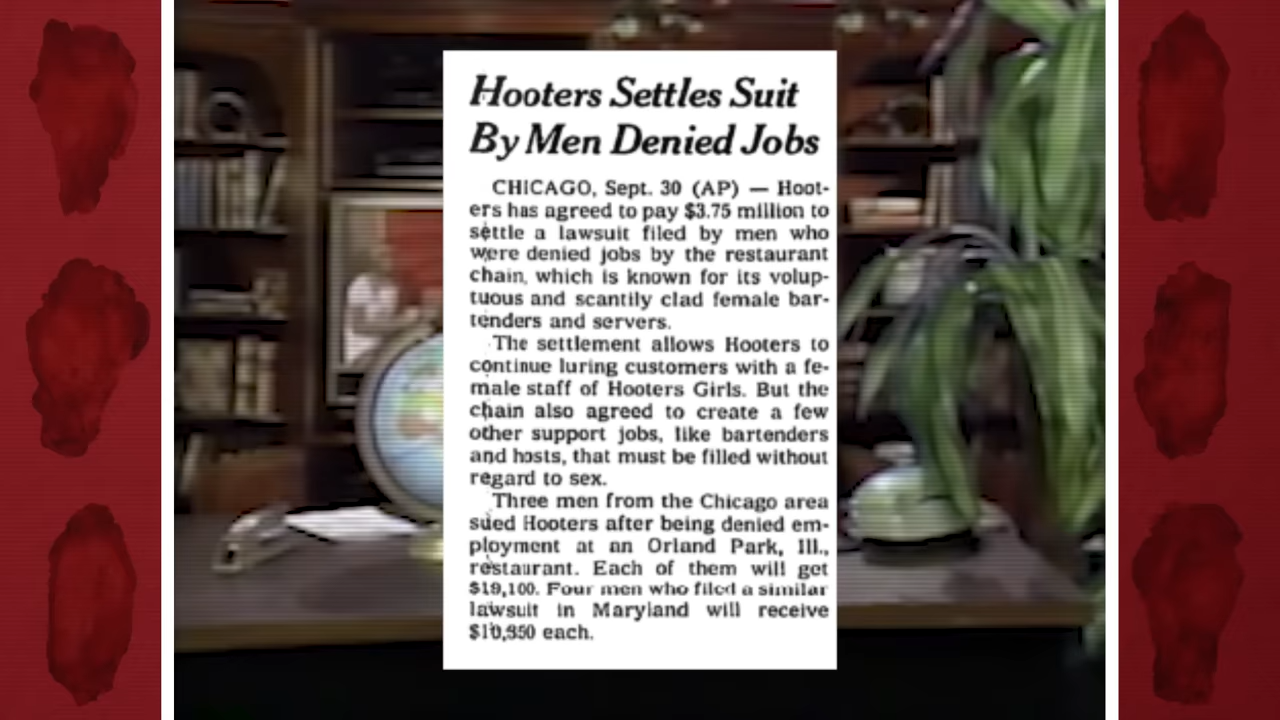 Hooters Settles Suit
By Men Denied Jobs
CHICAGO, Sept. 30 (AP) — Hoot-
ers has agreed to pay $3.75 million to
settle a lawsuit filed by men who
were denied jobs by the restaurant
chain, which is known for its volup-
tuous and scantily clad female bar-
tenders and servers.
The settlement allows Hooters to
continue luring customers with a fe-
male staff of Hooters Girls. But the
chain also agreed to create a few
other support jobs, like bartenders
and hosts, that must be filled without
regard to sex.
Three men from the Chicago area
sued Hooters after being denied em-
ployment at an Orland Park, Ill.,
restaurant. Each of them will get
$19,100. Four men who filed a similar
lawsuit in Maryland will receive
$10,350 each.